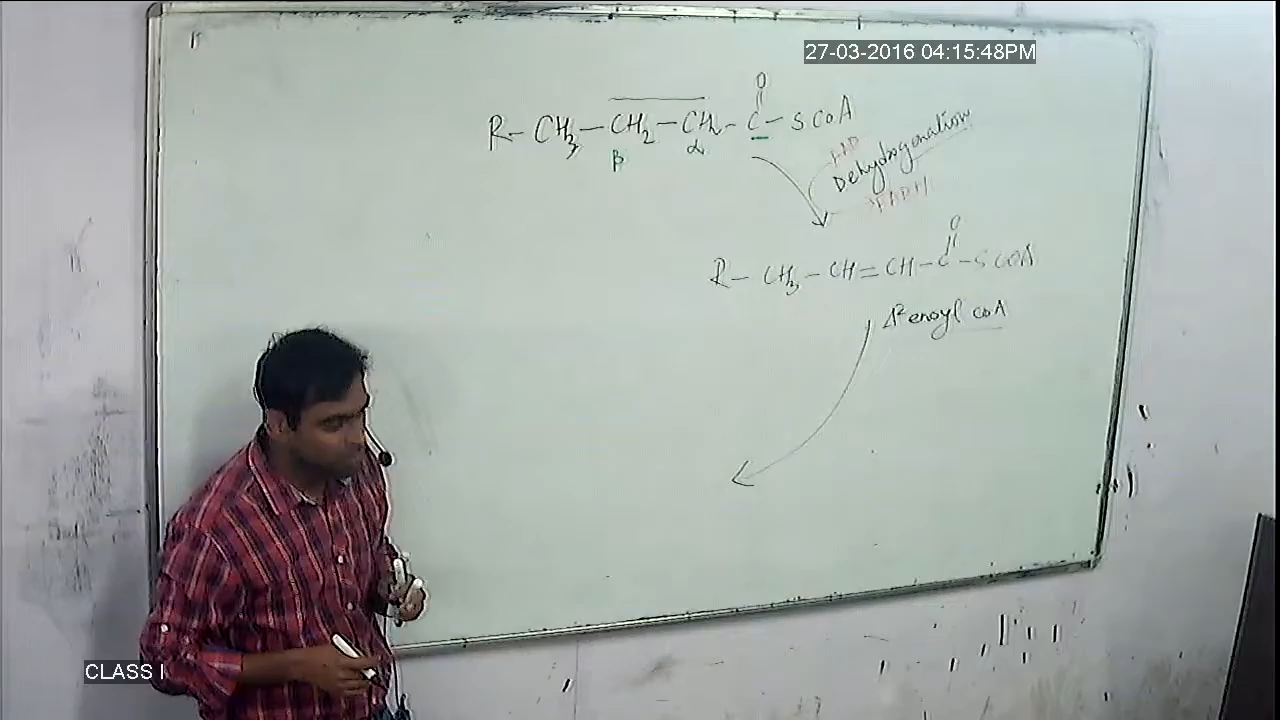 27-03-2016 04:15:48PM
O
R- CH3 - CH2 - CH2 - C - SCOA
β α
FAD
Dehydrogenation
FADH
O
R- CH3 - CH = CH - C - SCOA
enoyl COA
CLASS I